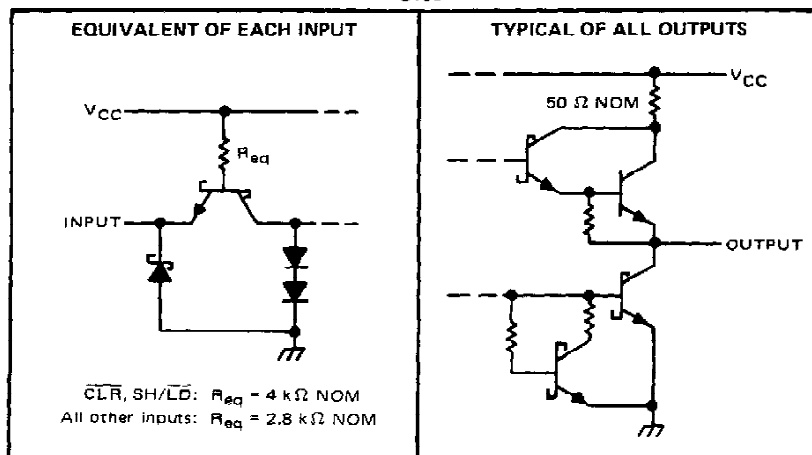 EQUIVALENT OF EACH INPUT
VCC
Req
INPUT
CLR, SH/LD: Req = 4 kΩ NOM
All other inputs: Req = 2.8 kΩ NOM
TYPICAL OF ALL OUTPUTS
VCC
50 Ω NOM
OUTPUT